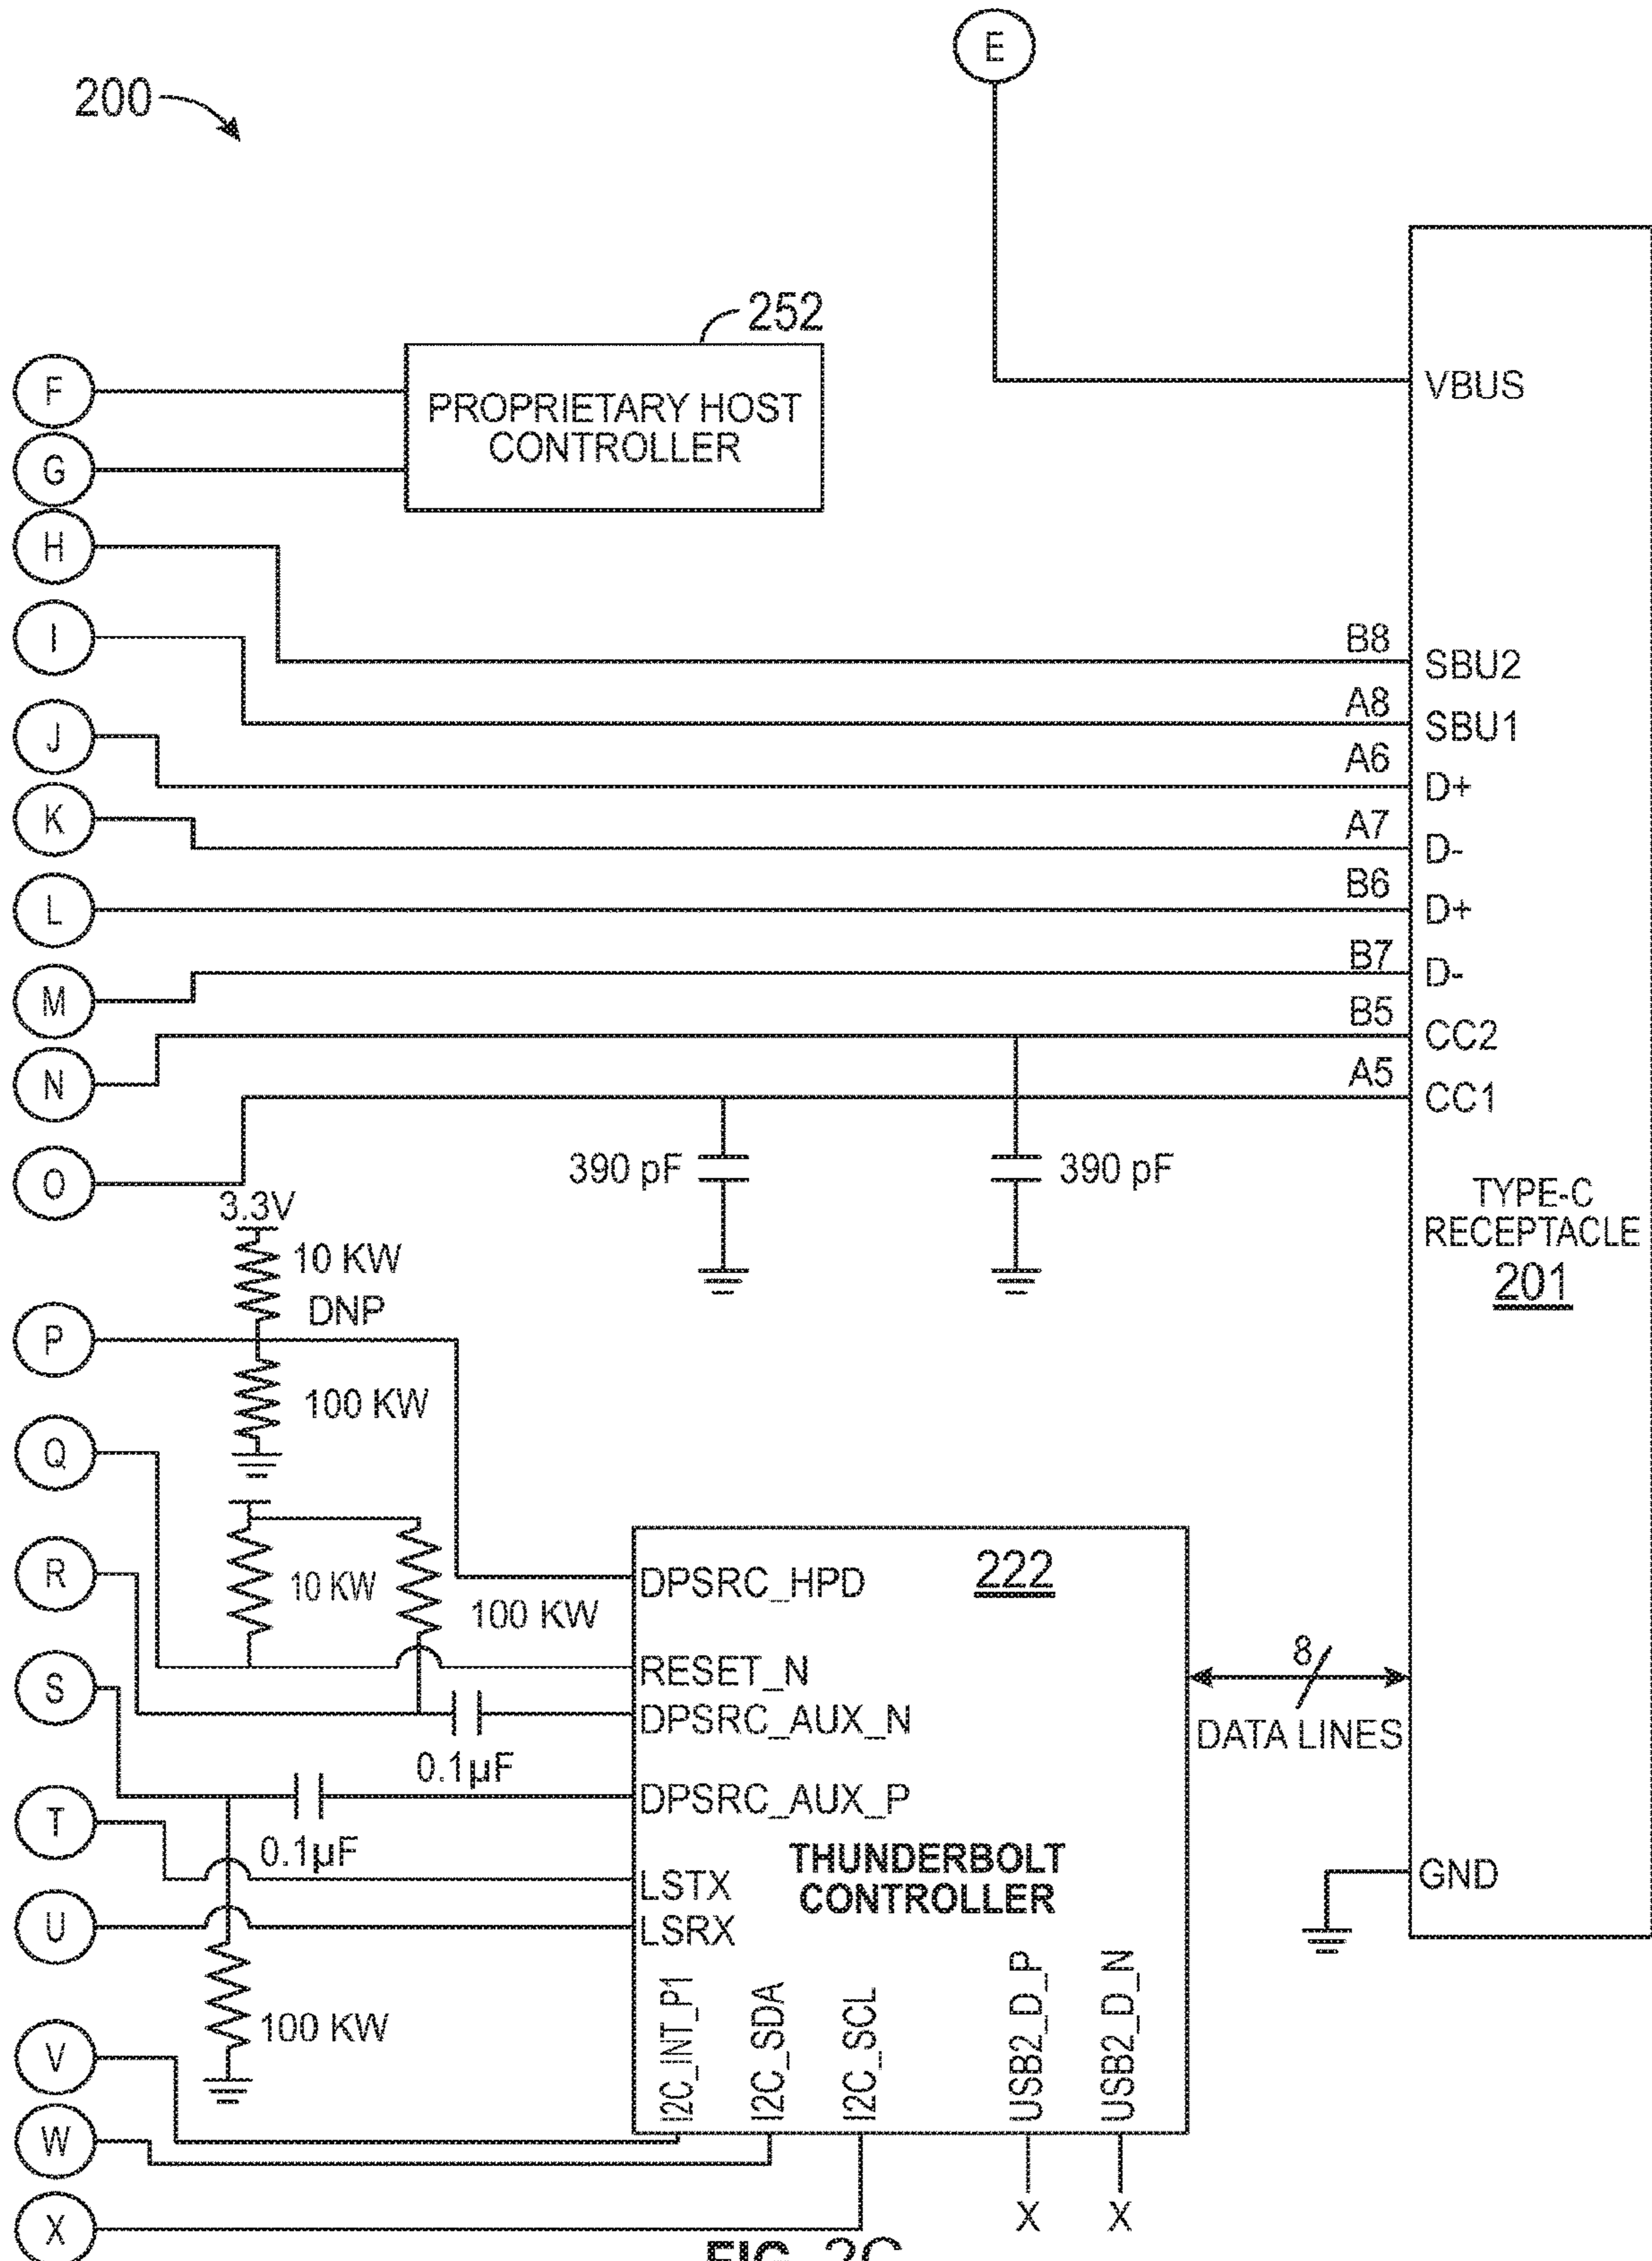 E
200
252
F
PROPRIETARY HOST
CONTROLLER
VBUS
G
H
I
B8
SBU2
A8
SBU1
J
A6
D+
K
A7
D-
L
B6
D+
M
B7
D-
B5
CC2
N
A5
CC1
O
390 pF
390 pF
TYPE-C
RECEPTACLE
201
3.3V
10 KW
DNP
P
100 KW
Q
R
10 KW
100 KW
DPSRC_HPD
222
S
RESET_N
DPSRC_AUX_N
8
DATA LINES
0.1µF
DPSRC_AUX_P
T
0.1µF
THUNDERBOLT
CONTROLLER
LSTX
GND
U
LSRX
100 KW
I2C_INT_P1
I2C_SDA
I2C_SCL
USB2_D_P
USB2_D_N
V
W
X
X
X
FIG. 2C